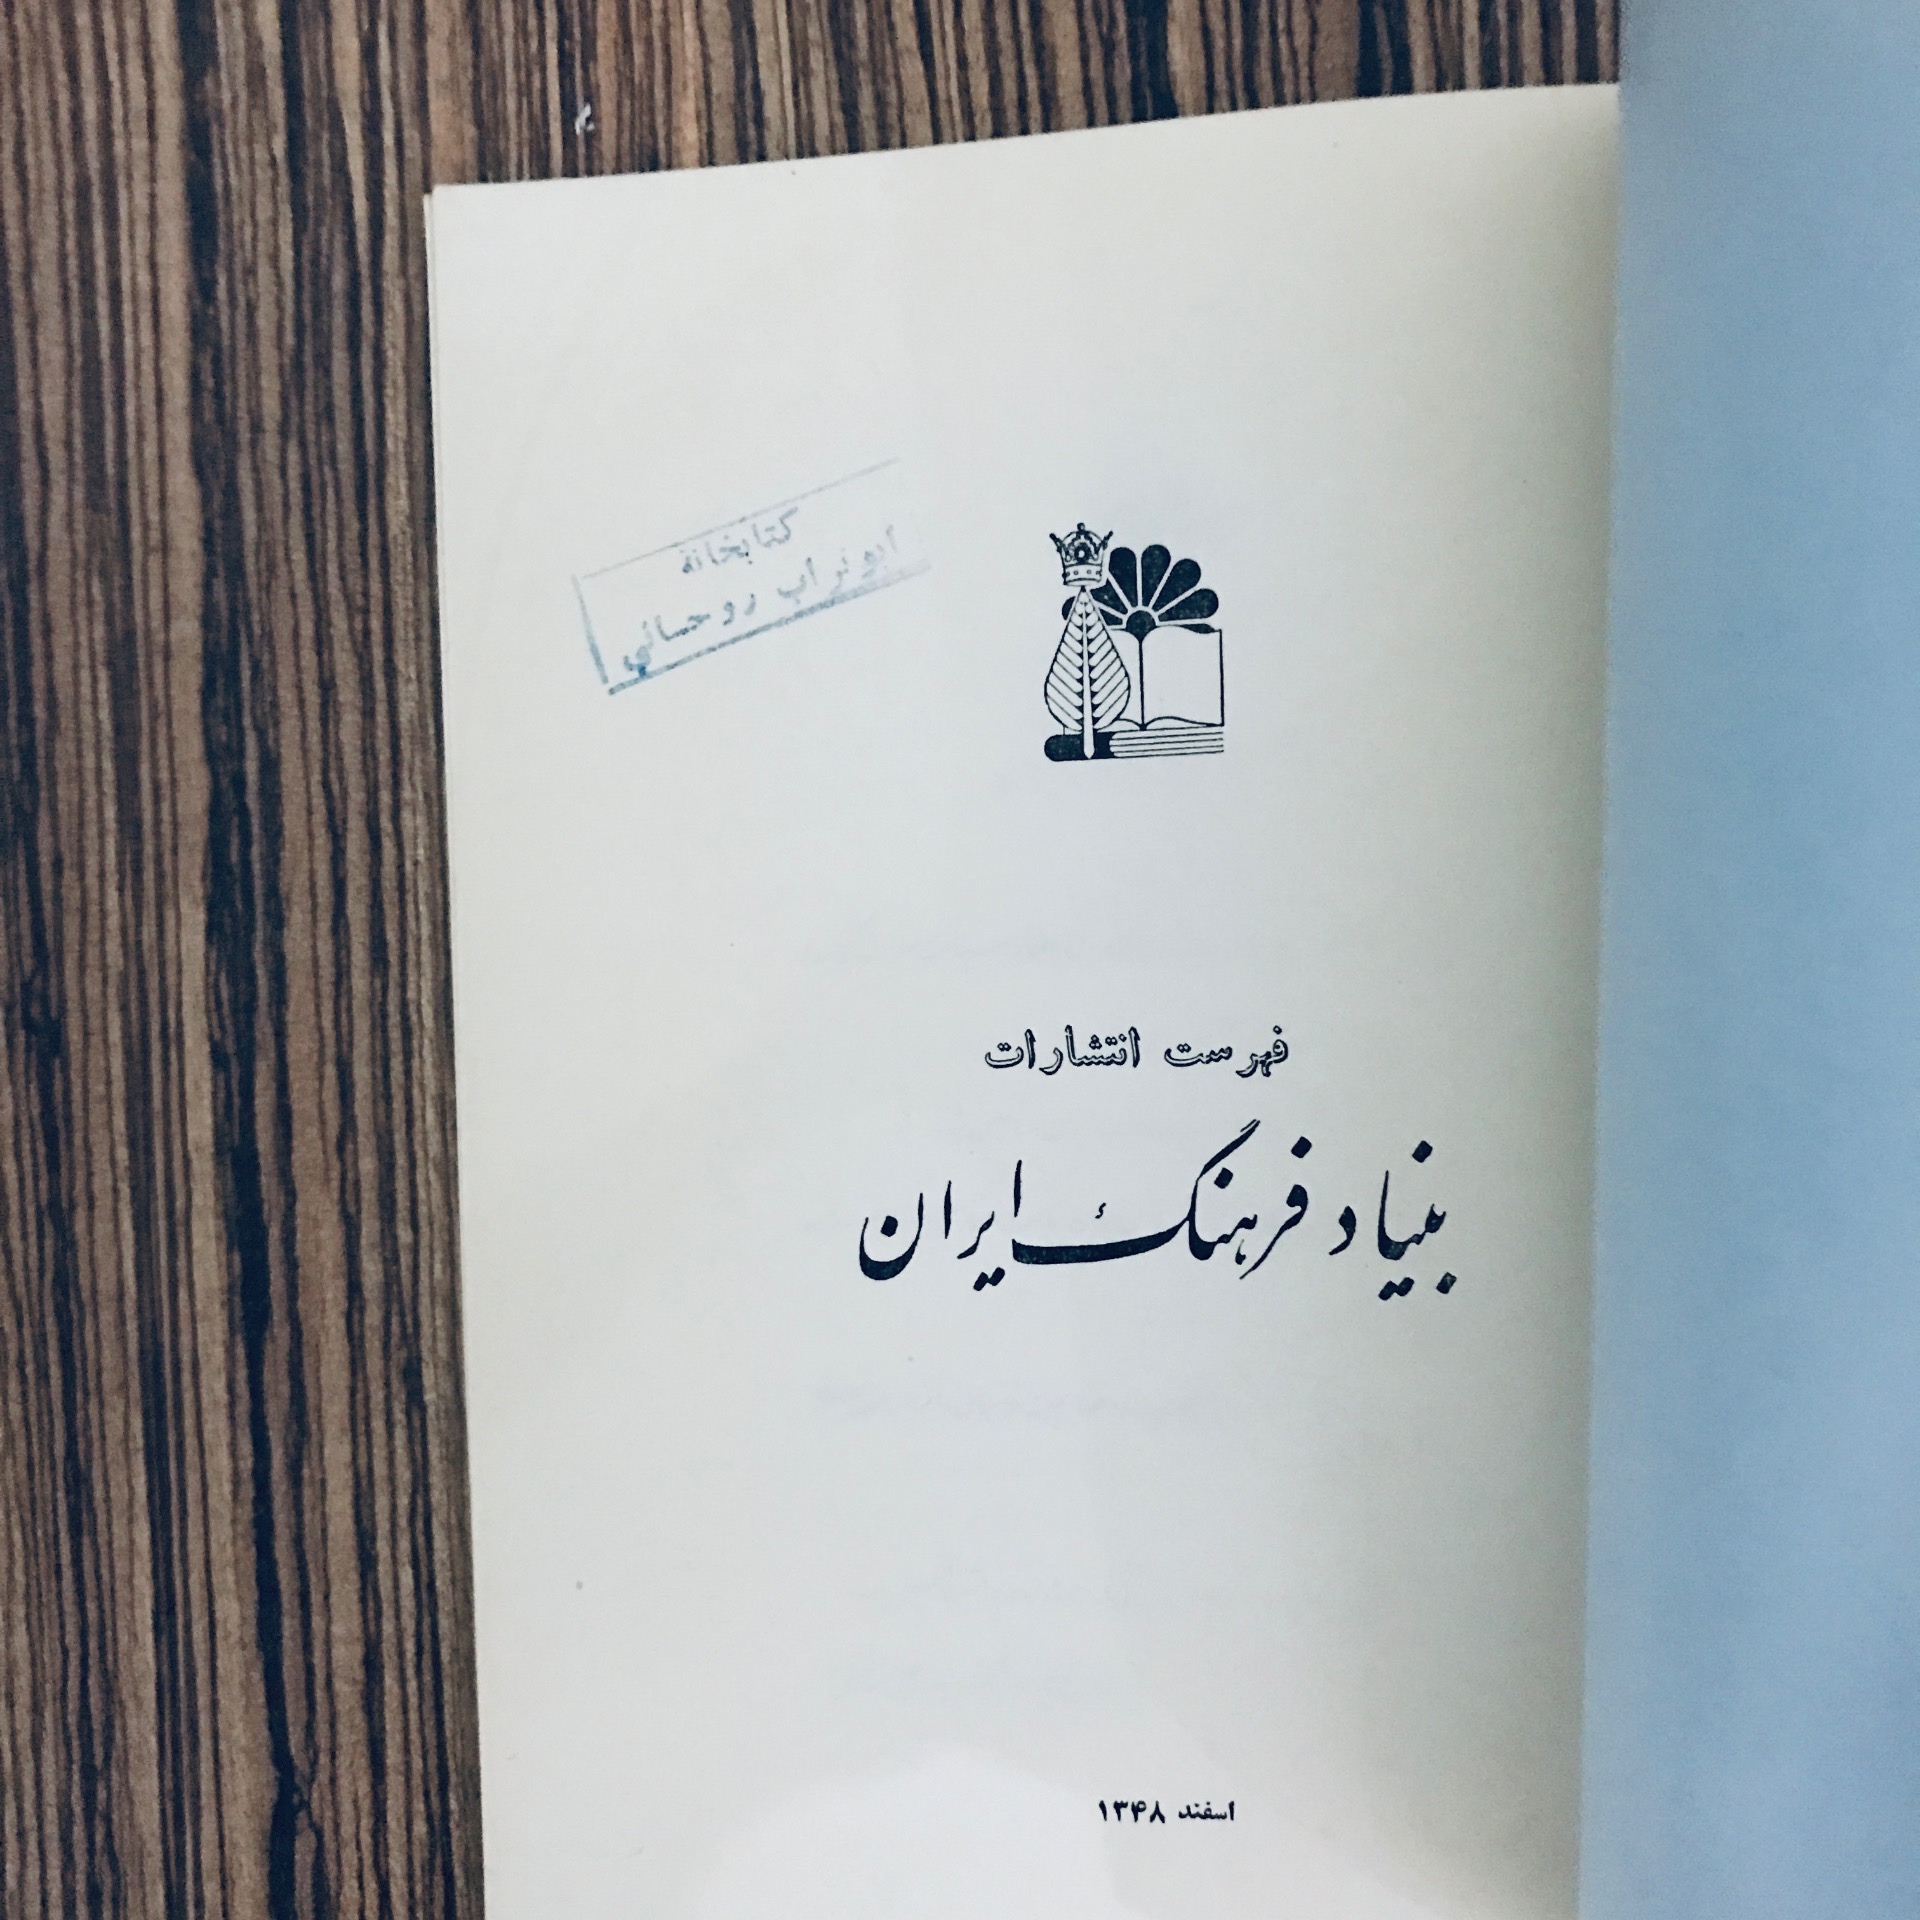 کتابخانهٔ
ابوتراب روحانی
فهرست انتشارات
بنیاد فرهنگ ایران
اسفند ۱۳۴۸